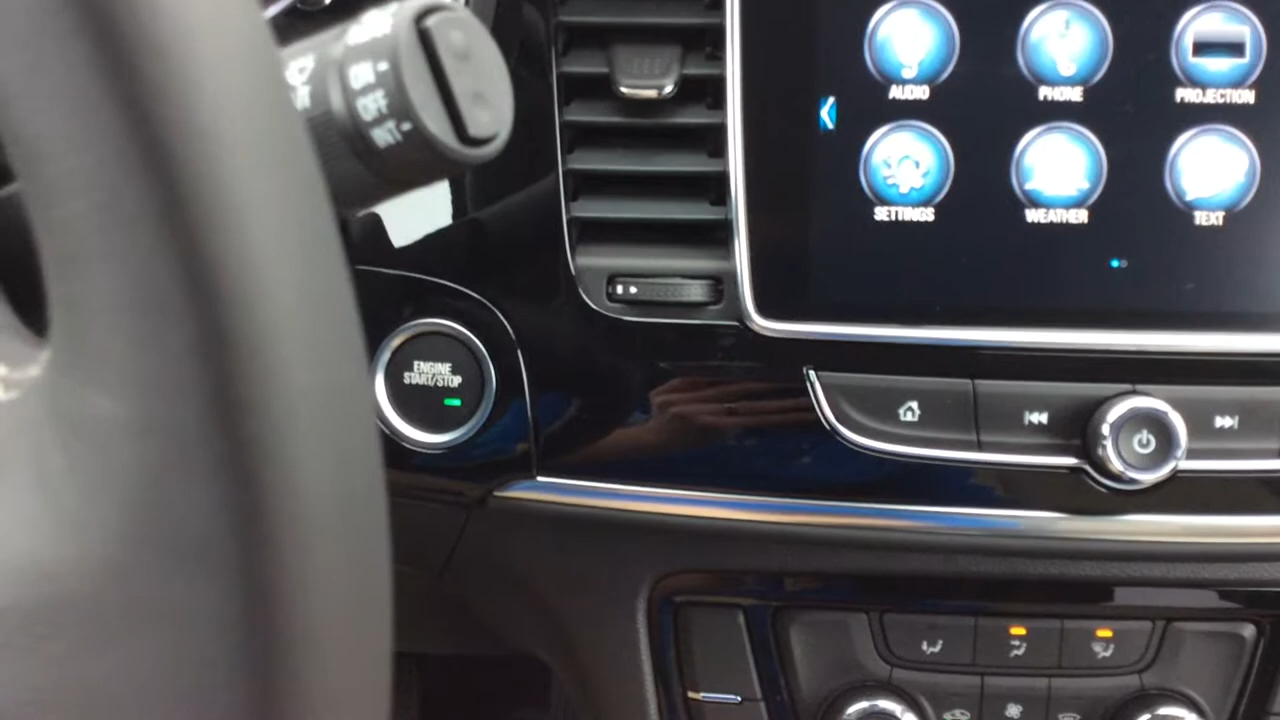 ON
OFF
INT
AUDIO
PHONE
PROJECTION
SETTINGS
WEATHER
TEXT
ENGINE
START/STOP